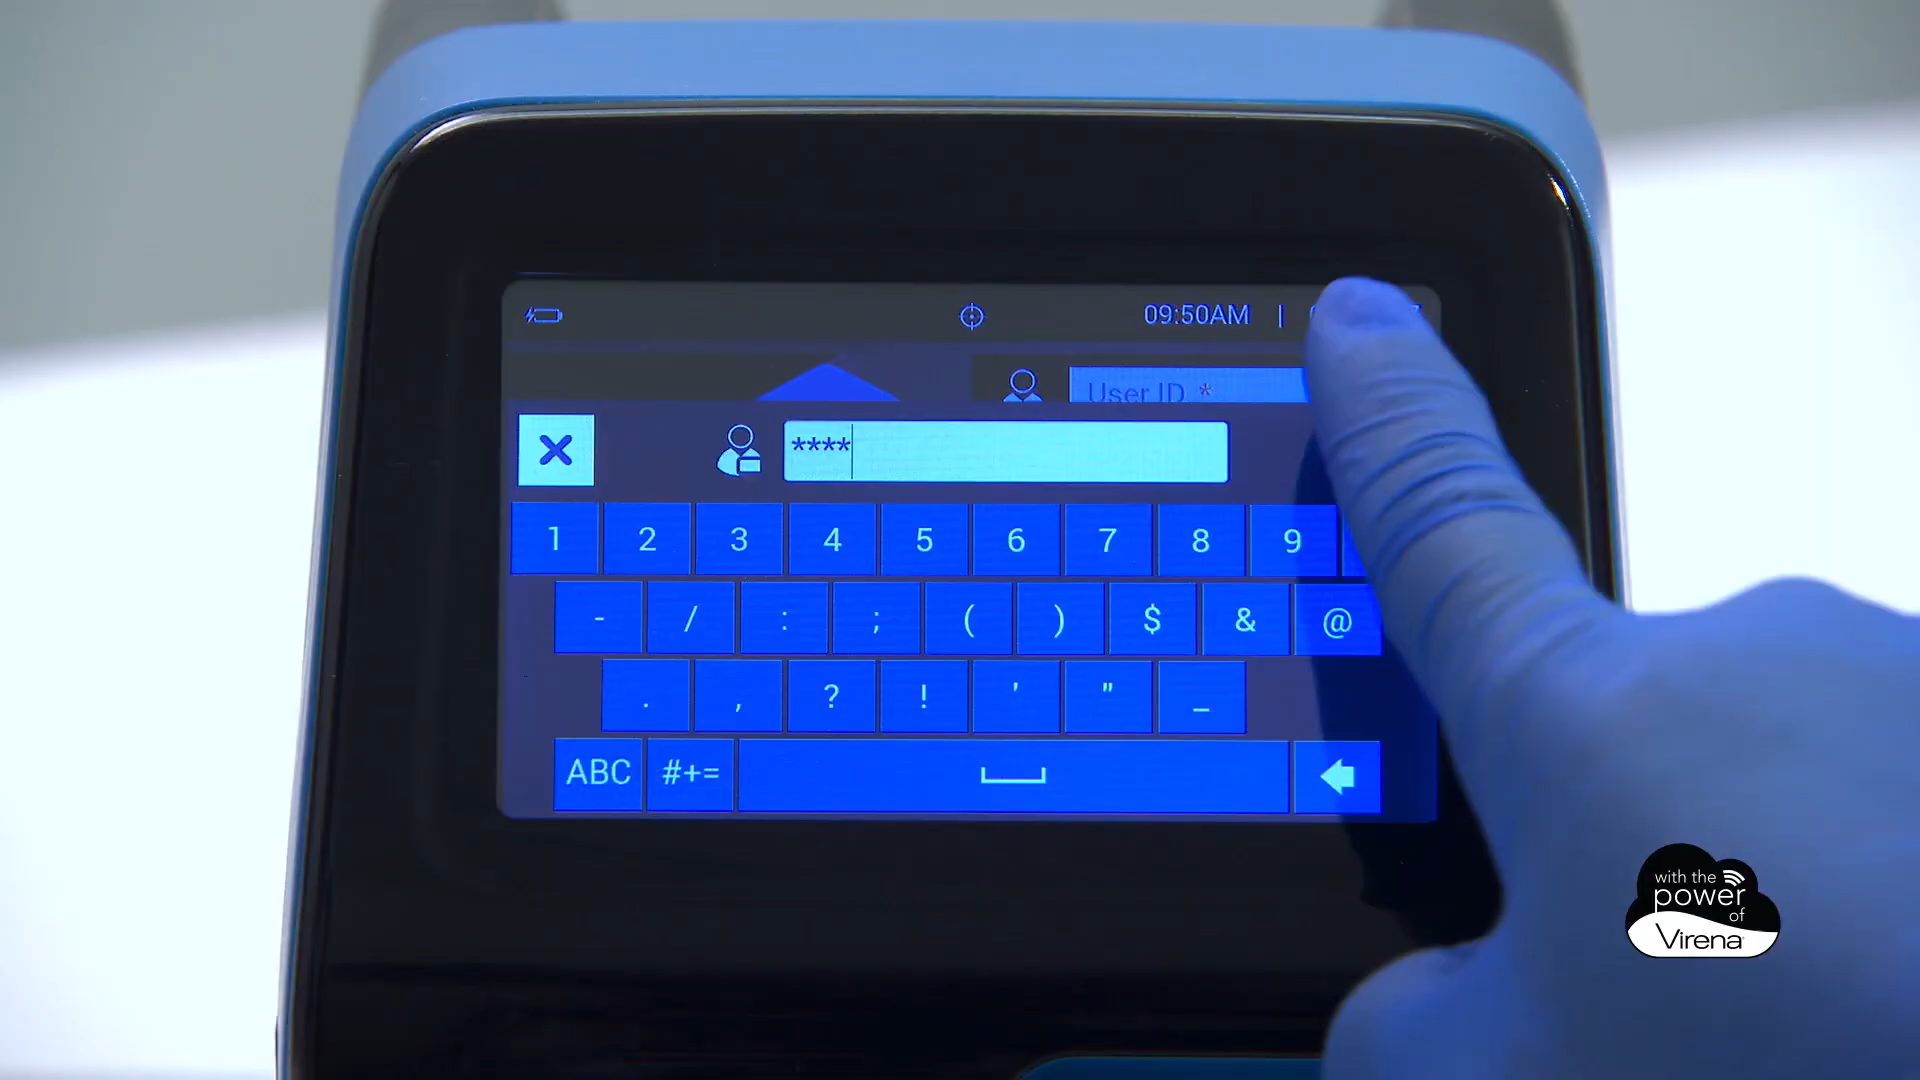 09:50AM |
User ID *
****
1 2 3 4 5 6 7 8 9
- / : ; ( ) $ & @
. , ? ! ' " _
ABC #+=
with the
power
of
Virena